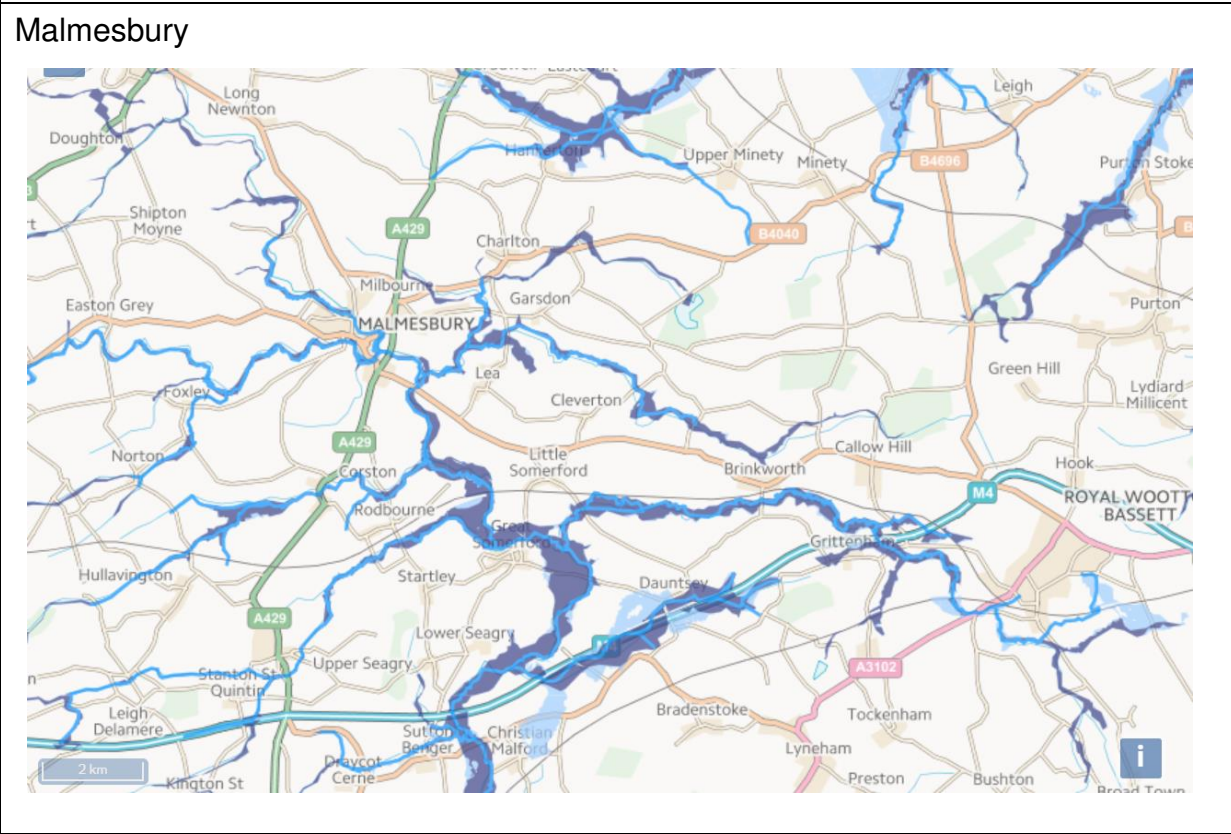 Malmesbury
Long
Newnton
Leigh
Doughton
Hankerton
Upper Minety
Minety
B4696
Purton Stoke
Shipton
Moyne
A429
Charlton
B4040
Milbourne
Easton Grey
MALMESBURY
Garsdon
Purton
Lea
Green Hill
Foxley
Cleverton
Lydiard
Millicent
A429
Norton
Corston
Little
Somerford
Brinkworth
Callow Hill
Hook
M4
ROYAL WOOTT
BASSETT
Rodbourne
Great
Somerford
Grittenham
Hullavington
Startley
Dauntsey
A429
Lower Seagry
Upper Seagry
Stanton St
Quintin
A3102
Leigh
Delamere
Bradenstoke
Tockenham
Sutton
Benger
Christian
Malford
Lyneham
2 km
Draycot
Cerne
Kington St
Preston
Bushton
Broad Town
i